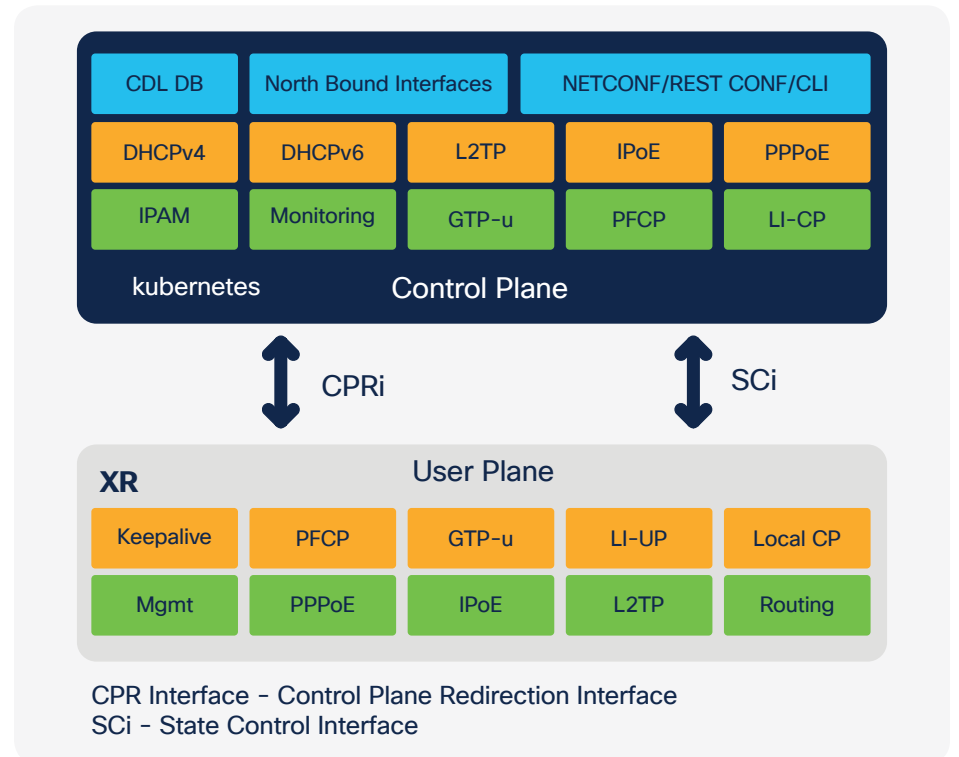 CDL DB North Bound Interfaces NETCONF/REST CONF/CLI
DHCPv4 DHCPv6 L2TP IPoE PPPoE
IPAM Monitoring GTP-u PFCP LI-CP
kubernetes Control Plane
CPRi SCi
XR User Plane
Keepalive PFCP GTP-u LI-UP Local CP
Mgmt PPPoE IPoE L2TP Routing
CPR Interface - Control Plane Redirection Interface
SCi - State Control Interface